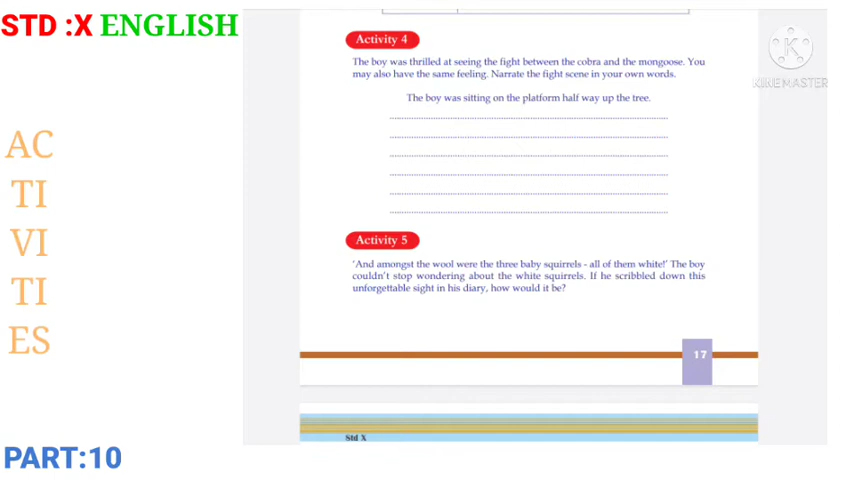 STD :X ENGLISH
AC
TI
VI
TI
ES
PART:10
Activity 4
The boy was thrilled at seeing the fight between the cobra and the mongoose. You
may also have the same feeling. Narrate the fight scene in your own words.
The boy was sitting on the platform half way up the tree.
Activity 5
'And amongst the wool were the three baby squirrels - all of them white!' The boy
couldn't stop wondering about the white squirrels. If he scribbled down this
unforgettable sight in his diary, how would it be?
17
Std X
K
KINEMASTER